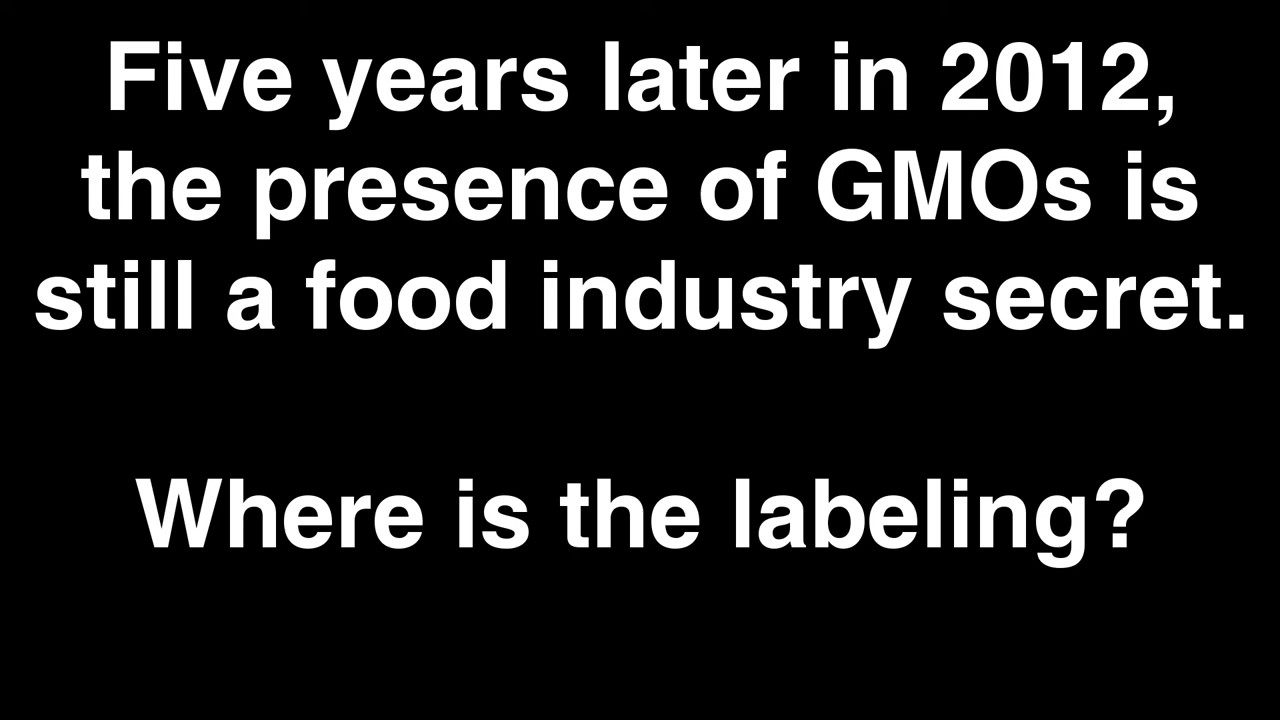 Five years later in 2012,
the presence of GMOs is
still a food industry secret.
Where is the labeling?